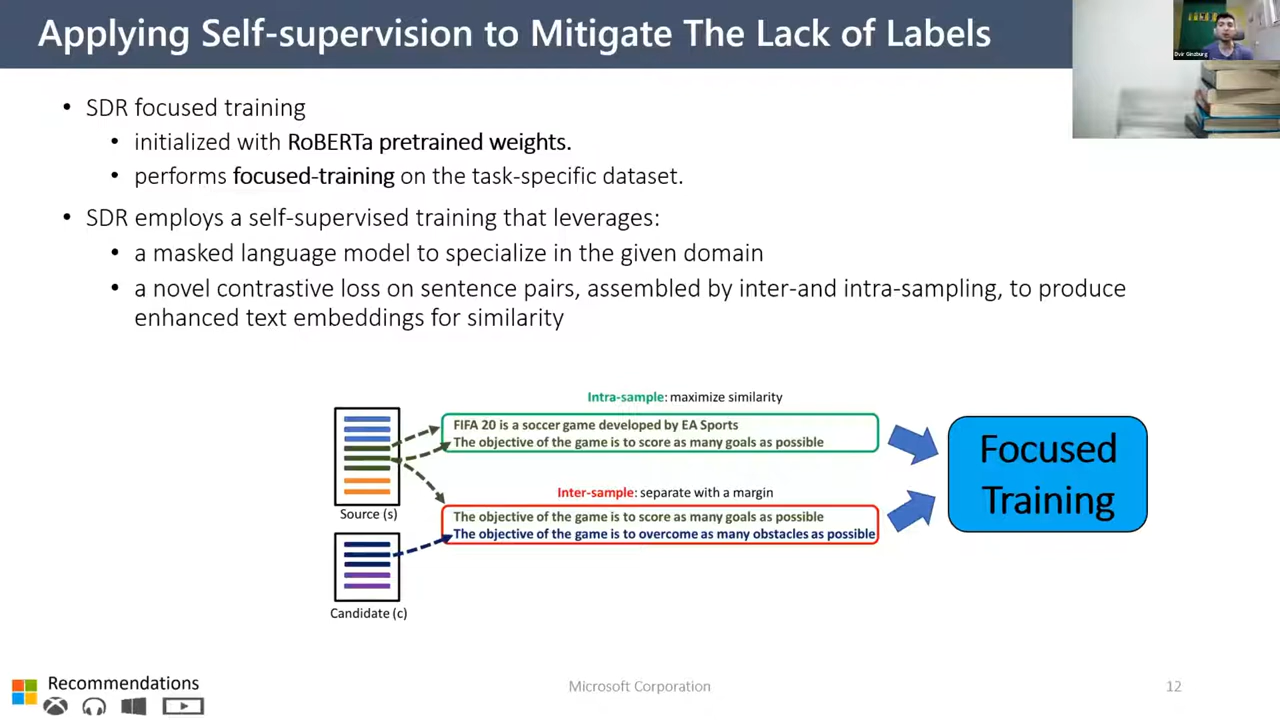 Applying Self-supervision to Mitigate The Lack of Labels
Dvir Ginzburg
• SDR focused training
• initialized with RoBERTa pretrained weights.
• performs focused-training on the task-specific dataset.
• SDR employs a self-supervised training that leverages:
• a masked language model to specialize in the given domain
• a novel contrastive loss on sentence pairs, assembled by inter-and intra-sampling, to produce
enhanced text embeddings for similarity
Intra-sample: maximize similarity
FIFA 20 is a soccer game developed by EA Sports
The objective of the game is to score as many goals as possible
Inter-sample: separate with a margin
The objective of the game is to score as many goals as possible
The objective of the game is to overcome as many obstacles as possible
Source (s)
Candidate (c)
Focused
Training
Recommendations
Microsoft Corporation
12